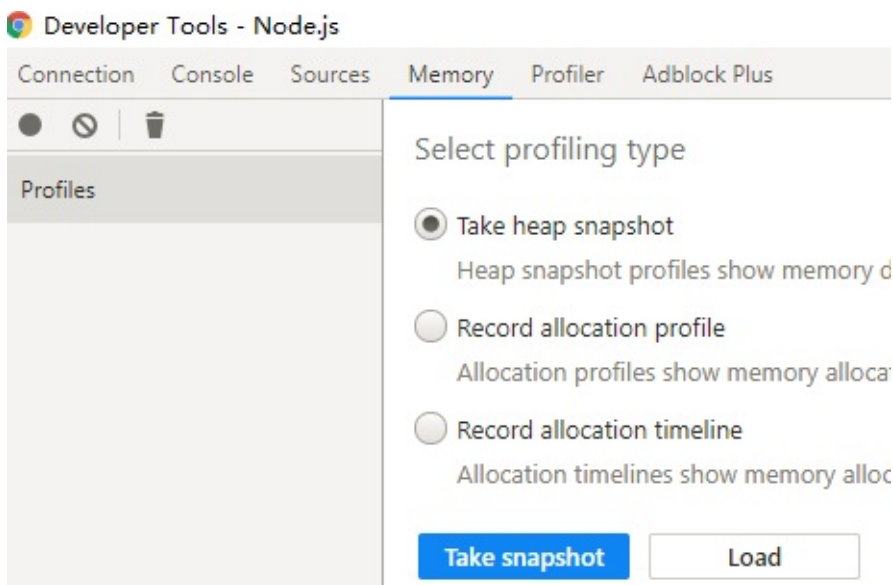 Developer Tools - Node.js
Connection Console Sources Memory Profiler Adblock Plus
Select profiling type
Profiles
Take heap snapshot
Heap snapshot profiles show memory
Record allocation profile
Allocation profiles show memory
Record allocation timeline
Allocation timelines show memory
Take snapshot Load